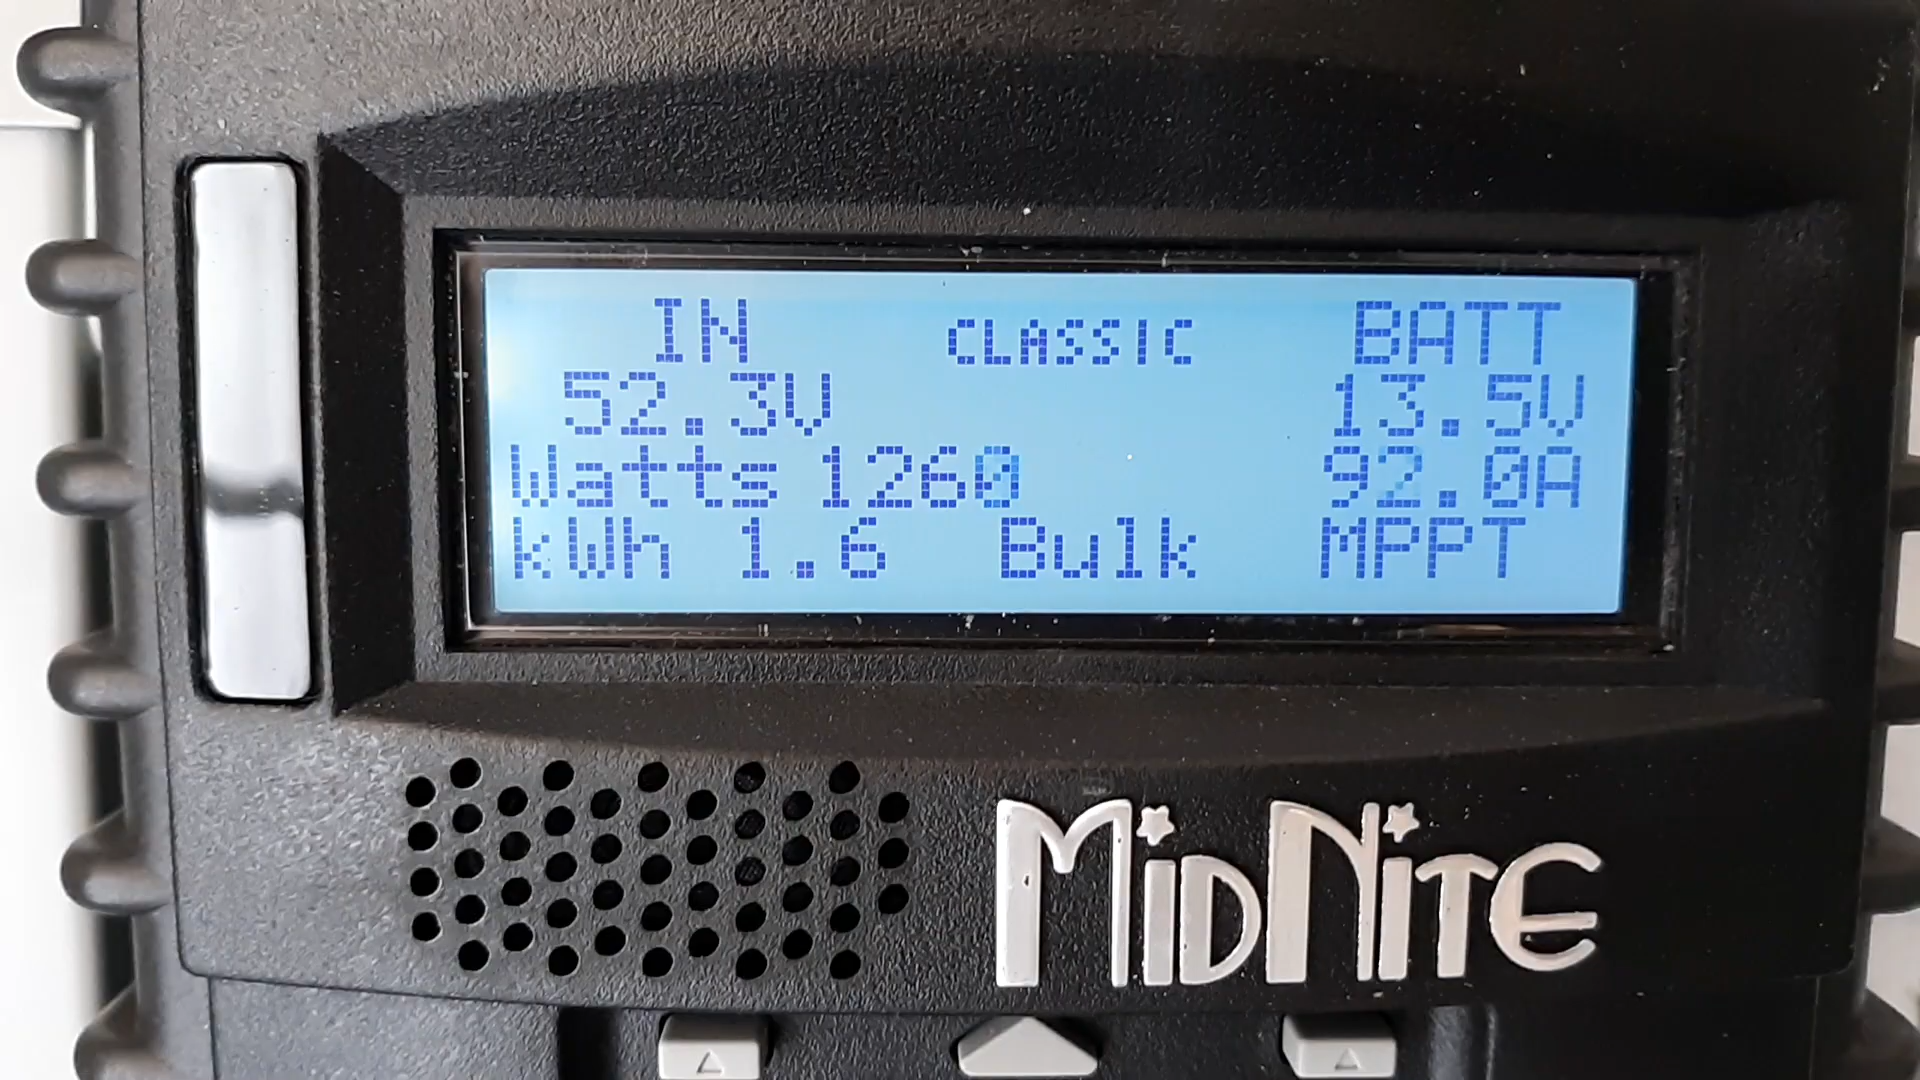 IN CLASSIC BATT
52.3V 13.5V
Watts 1260 92.0A
kWh 1.6 Bulk MPPT
MIDNITE